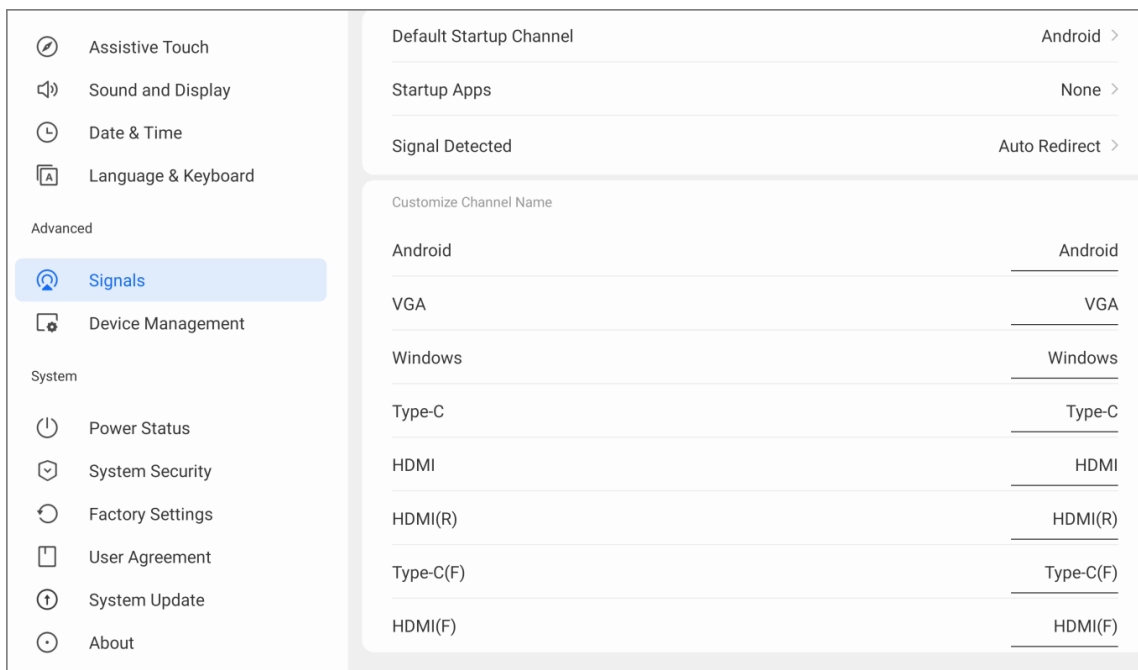 Assistive Touch
Sound and Display
Date & Time
Language & Keyboard
Advanced
Signals
Device Management
System
Power Status
System Security
Factory Settings
User Agreement
System Update
About
Default Startup Channel Android
Startup Apps None
Signal Detected Auto Redirect
Customize Channel Name
Android Android
VGA VGA
Windows Windows
Type-C Type-C
HDMI HDMI
HDMI(R) HDMI(R)
Type-C(F) Type-C(F)
HDMI(F) HDMI(F)